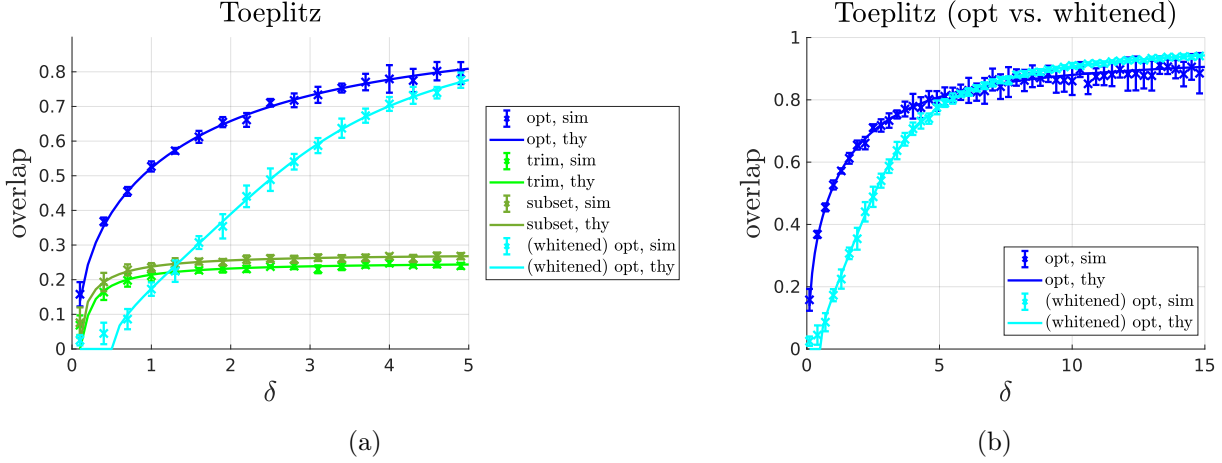 Toeplitz
overlap
0.8
0.7
0.6
0.5
0.4
0.3
0.2
0.1
0
0 1 2 3 4 5
δ
opt, sim
opt, thy
trim, sim
trim, thy
subset, sim
subset, thy
(whitened) opt, sim
(whitened) opt, thy
(a)
Toeplitz (opt vs. whitened)
overlap
1
0.8
0.6
0.4
0.2
0
0 5 10 15
δ
opt, sim
opt, thy
(whitened) opt, sim
(whitened) opt, thy
(b)